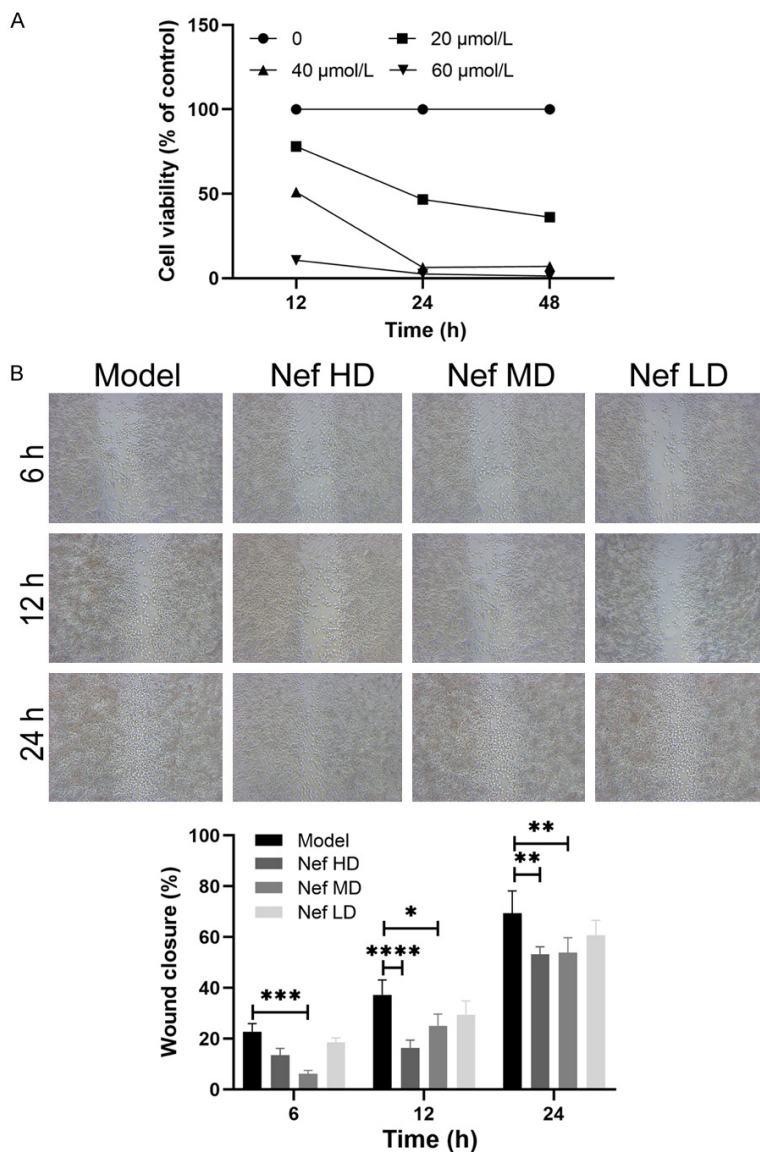 A
0
20 μmol/L
40 μmol/L
60 μmol/L
Cell viability (% of control)
150
100
50
0
12
24
48
Time (h)
B
Model
Nef HD
Nef MD
Nef LD
6 h
12 h
24 h
Wound closure (%)
100
80
60
40
20
0
Model
Nef HD
Nef MD
Nef LD
***
****
*
**
**
6
12
24
Time (h)